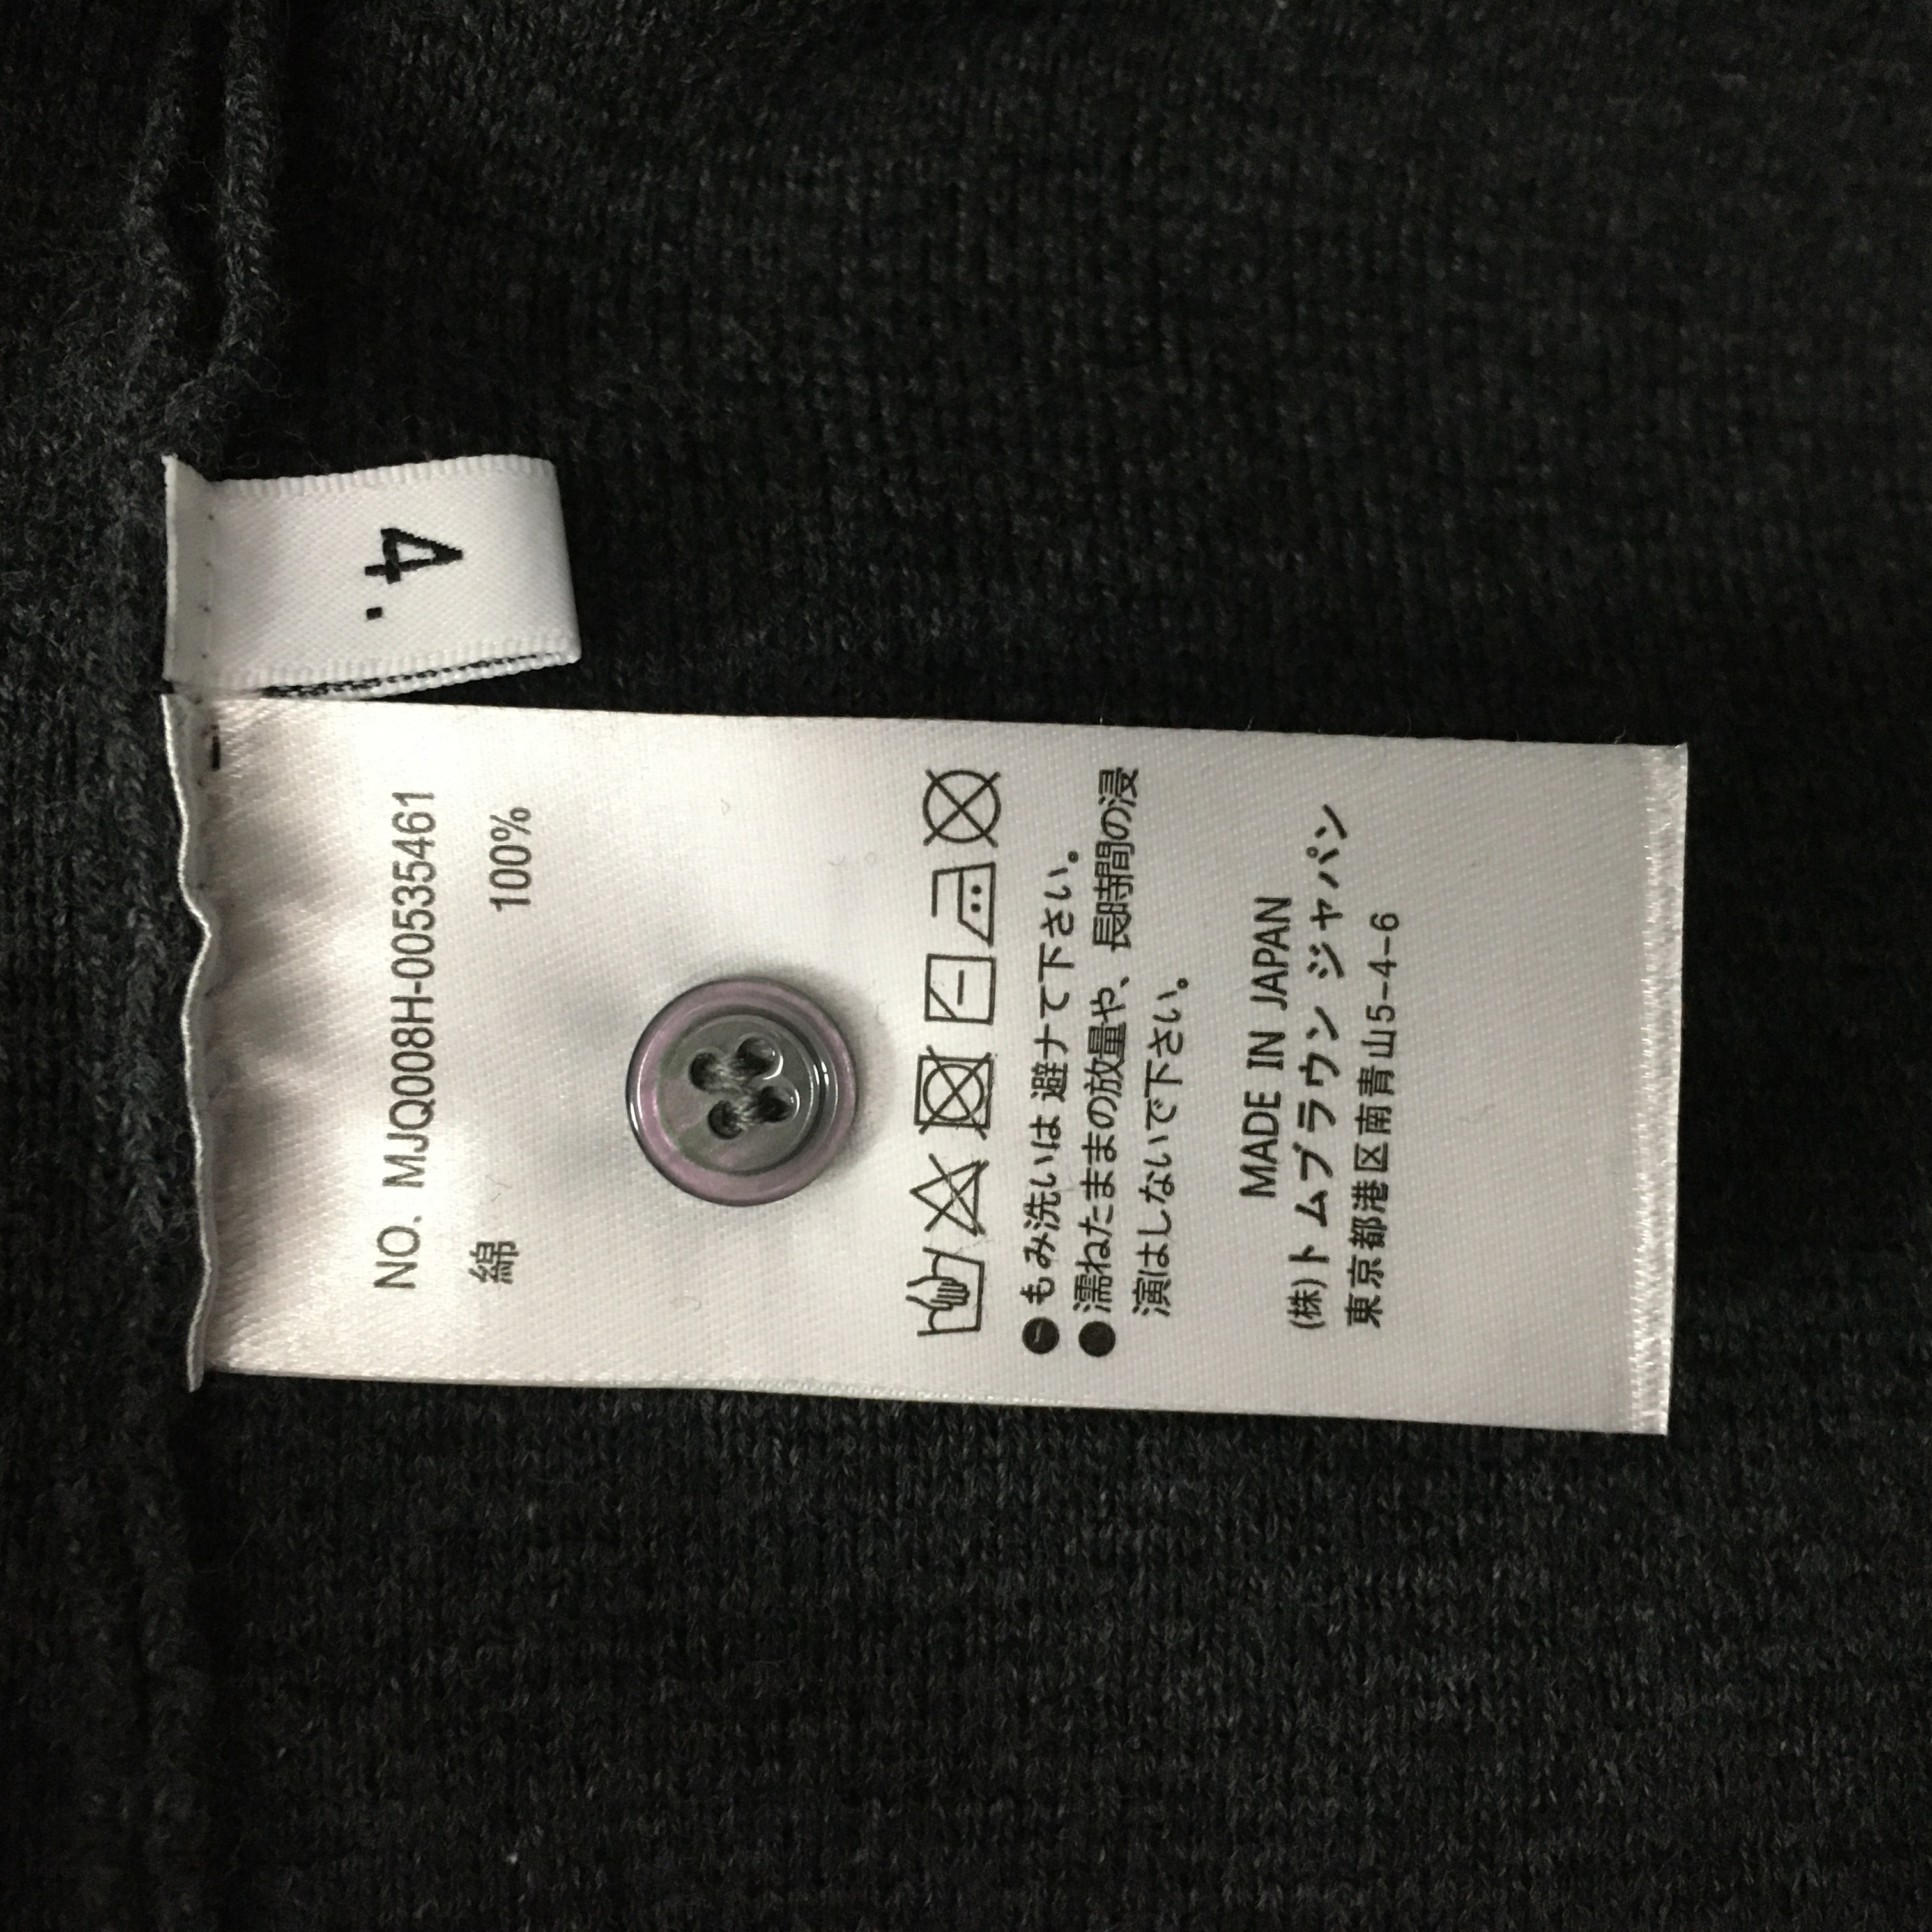 4.
NO. MJQ008H-00535461
綿 100%
●もみ洗いは避ナて下さい。
●濡ねたままの放量や、長時間の浸
演はしないで下さい。
MADE IN JAPAN
(株)トムブラウン ジャパン
東京都港区南青山5-4-6